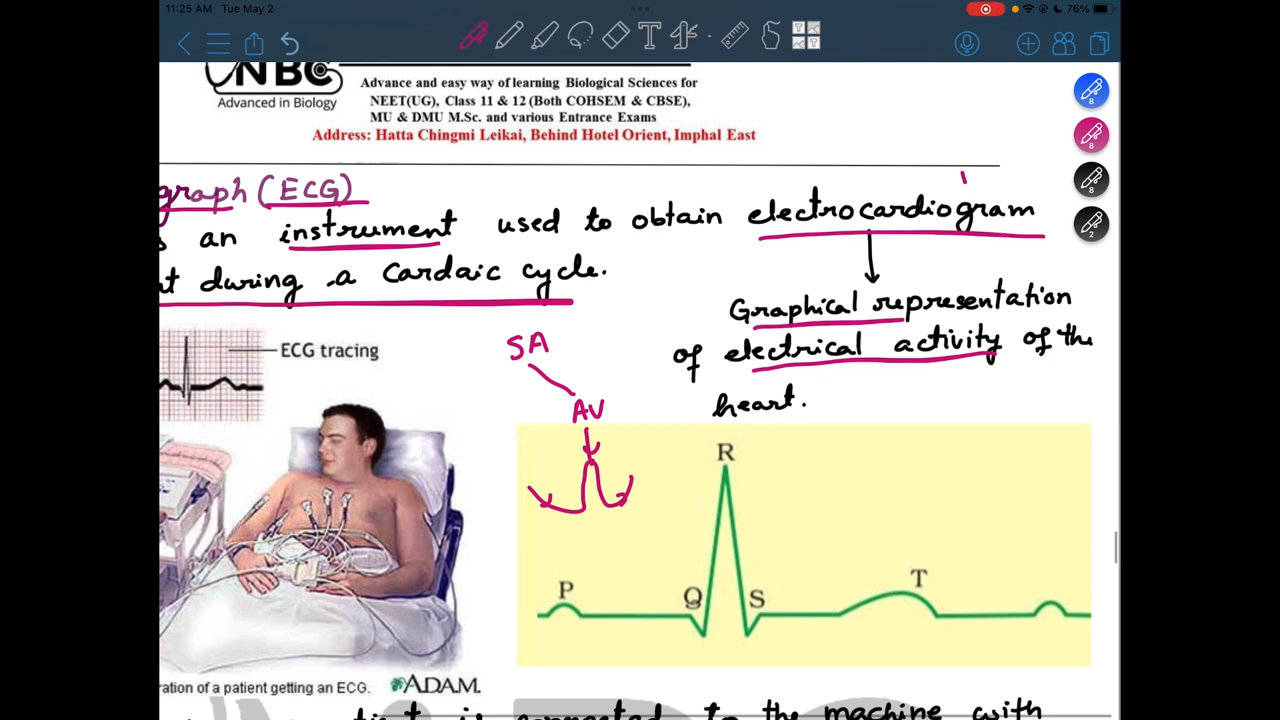 11:25 AM Tue May 2
76%
NBC
Advanced in Biology
Advance and easy way of learning Biological Sciences for
NEET(UG), Class 11 & 12 (Both COHSEM & CBSE),
MU & DMU M.Sc. and various Entrance Exams
Address: Hatta Chingmi Leikai, Behind Hotel Orient, Imphal East
graph (ECG)
s an instrument used to obtain electrocardiogram
t during a Cardaic cycle.
Graphical representation
of electrical activity of the
heart.
ECG tracing
SA
AV
R
P
Q
S
T
ration of a patient getting an ECG.
ADAM.
is connected to the machine with